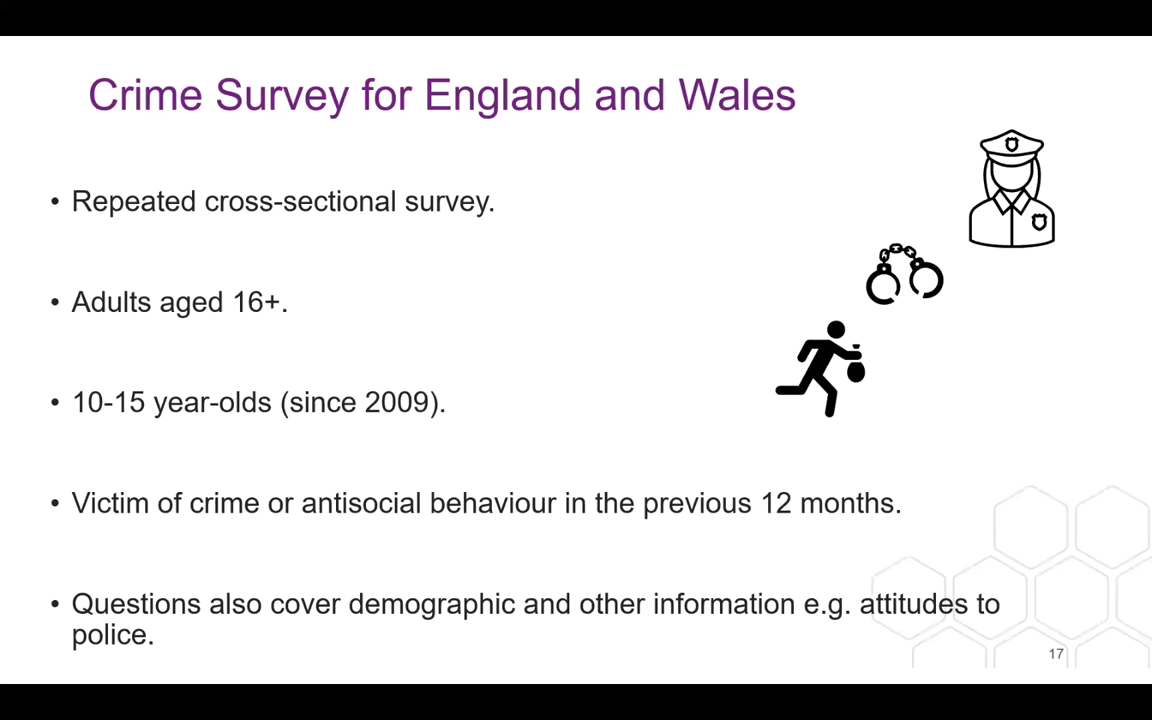 Crime Survey for England and Wales
• Repeated cross-sectional survey.
• Adults aged 16+.
• 10-15 year-olds (since 2009).
• Victim of crime or antisocial behaviour in the previous 12 months.
• Questions also cover demographic and other information e.g. attitudes to
police.
17